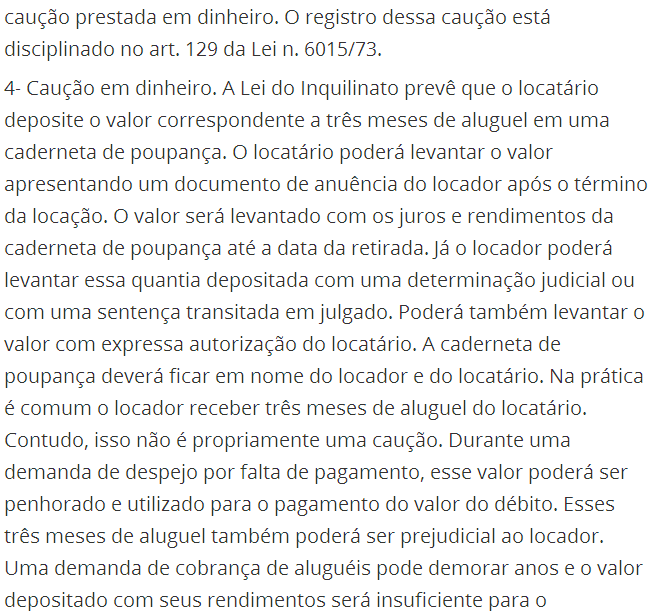 caução prestada em dinheiro. O registro dessa caução está
disciplinado no art. 129 da Lei n. 6015/73.
4- Caução em dinheiro. A Lei do Inquilinato prevê que o locatário
deposite o valor correspondente a três meses de aluguel em uma
caderneta de poupança. O locatário poderá levantar o valor
apresentando um documento de anuência do locador após o término
da locação. O valor será levantado com os juros e rendimentos da
caderneta de poupança até a data da retirada. Já o locador poderá
levantar essa quantia depositada com uma determinação judicial ou
com uma sentença transitada em julgado. Poderá também levantar o
valor com expressa autorização do locatário. A caderneta de
poupança deverá ficar em nome do locador e do locatário. Na prática
é comum o locador receber três meses de aluguel do locatário.
Contudo, isso não é propriamente uma caução. Durante uma
demanda de despejo por falta de pagamento, esse valor poderá ser
penhorado e utilizado para o pagamento do valor do débito. Esses
três meses de aluguel também poderá ser prejudicial ao locador.
Uma demanda de cobrança de aluguéis pode demorar anos e o valor
depositado com seus rendimentos será insuficiente para o